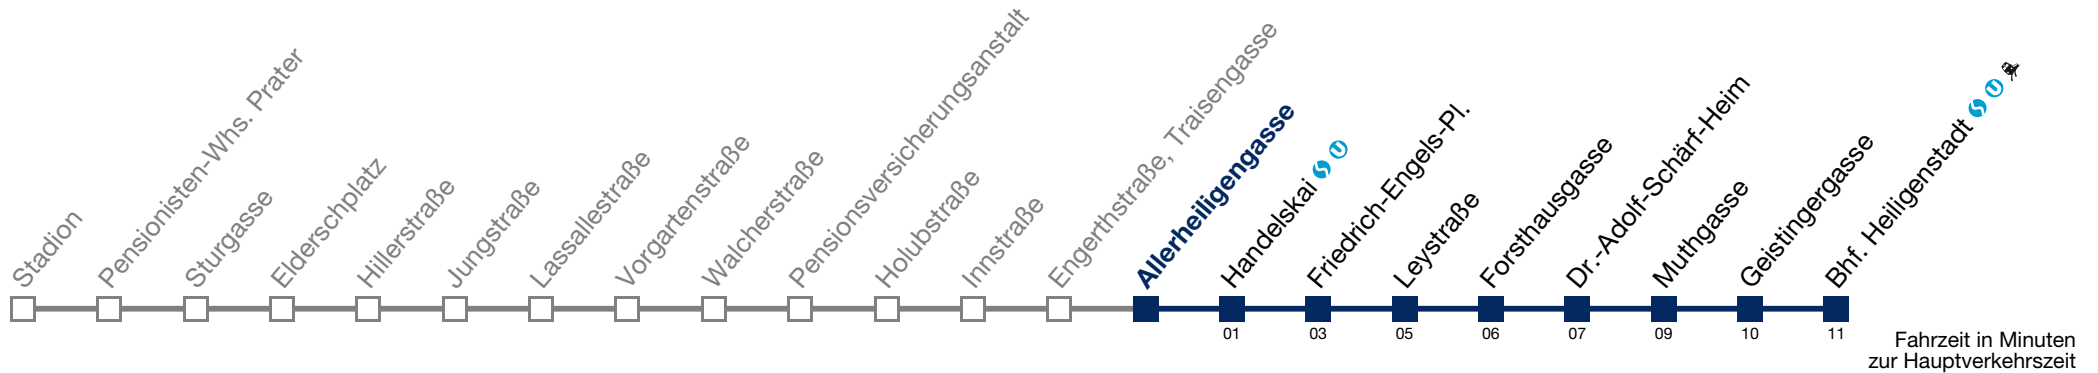 Stadion
Pensionisten-Whs. Prater
Sturgasse
Elderschplatz
Hillerstraße
Jungstraße
Lassallestraße
Vorgartenstraße
Walcherstraße
Pensionsversicherungsanstalt
Holubstraße
Innstraße
Engerthstraße, Traisengasse
Allerheiligengasse
Handelskai S U
Friedrich-Engels-Pl.
Leystraße
Forsthausgasse
Dr.-Adolf-Schärf-Heim
Muthgasse
Geistingergasse
Bhf. Heiligenstadt S U
01 03 05 06 07 09 10 11
Fahrzeit in Minuten
zur Hauptverkehrszeit